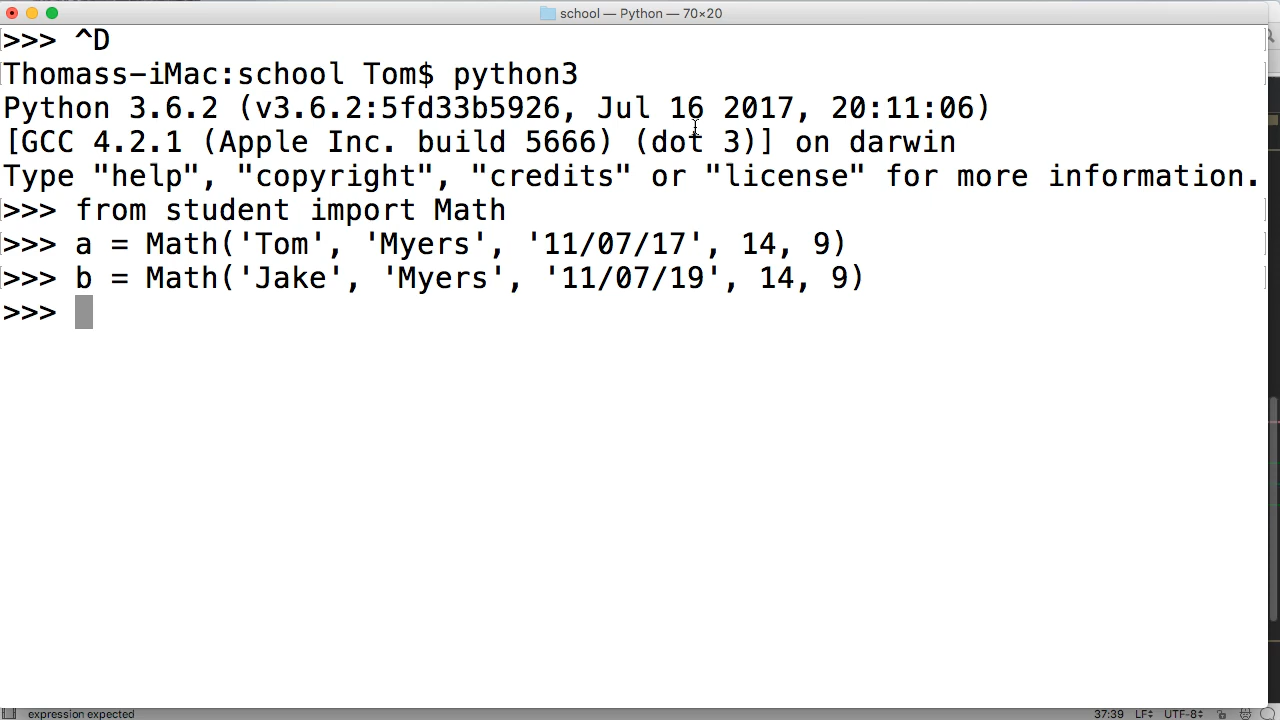 school — Python — 70×20
>>> ^D
Thomass-iMac:school Tom$ python3
Python 3.6.2 (v3.6.2:5fd33b5926, Jul 16 2017, 20:11:06)
[GCC 4.2.1 (Apple Inc. build 5666) (dot 3)] on darwin
Type "help", "copyright", "credits" or "license" for more information.
>>> from student import Math
>>> a = Math('Tom', 'Myers', '11/07/17', 14, 9)
>>> b = Math('Jake', 'Myers', '11/07/19', 14, 9)
>>>
expression expected 37:39 LF UTF-8